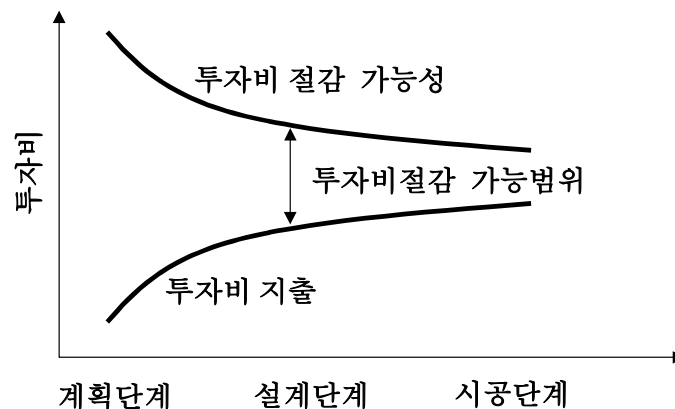 투자비 절감 가능성
투자비
투자비절감 가능범위
투자비 지출
계획단계 설계단계 시공단계